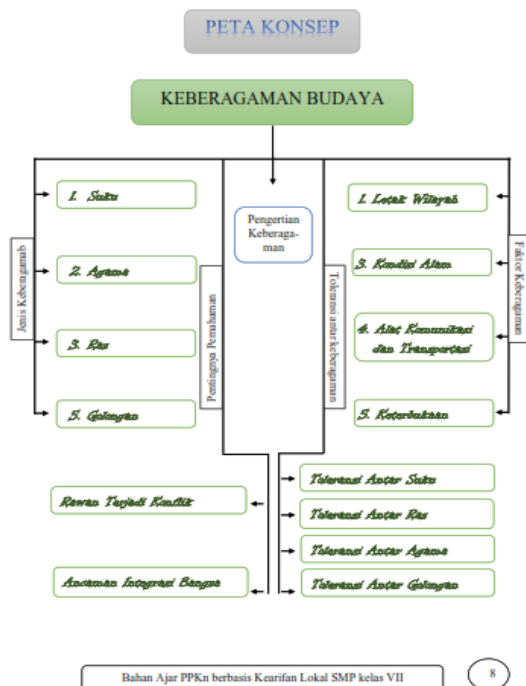 PETA KONSEP
KEBERAGAMAN BUDAYA
Jenis Keberagamab
1. Suku
2. Agama
3. Ras
5. Golongan
Pentingnya Pemahaman
Pengertian
Keberaga-
man
Toleransi antar keberagaman
1. Letak Wilayah
3. Kondisi Alam
4. Alat Komunikasi
dan Transportasi
5. Keterbukaan
Faktor Keberagaman
Rawan Terjadi Konflik
Ancaman Integrasi Bangsa
Toleransi Antar Suku
Toleransi Antar Ras
Toleransi Antar Agama
Toleransi Antar Golongan
Bahan Ajar PPKn berbasis Kearifan Lokal SMP kelas VII
8